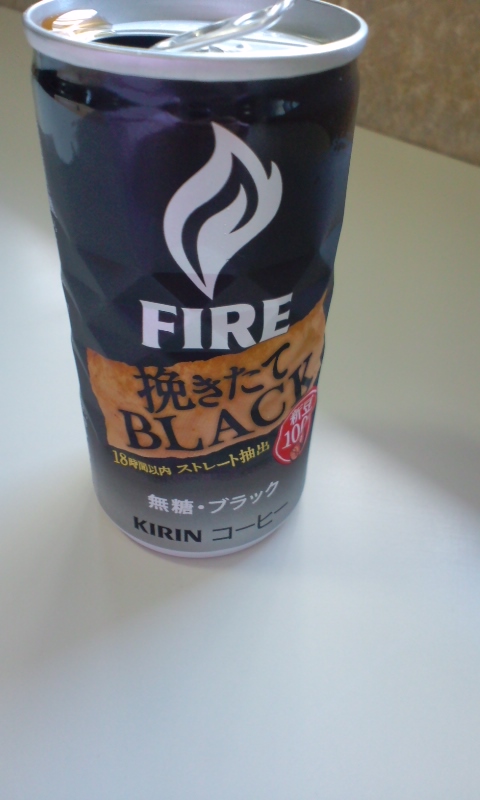 FIRE
挽きたて
BLACK
18時間以内 ストレート抽出
無糖・ブラック
KIRIN コーヒー